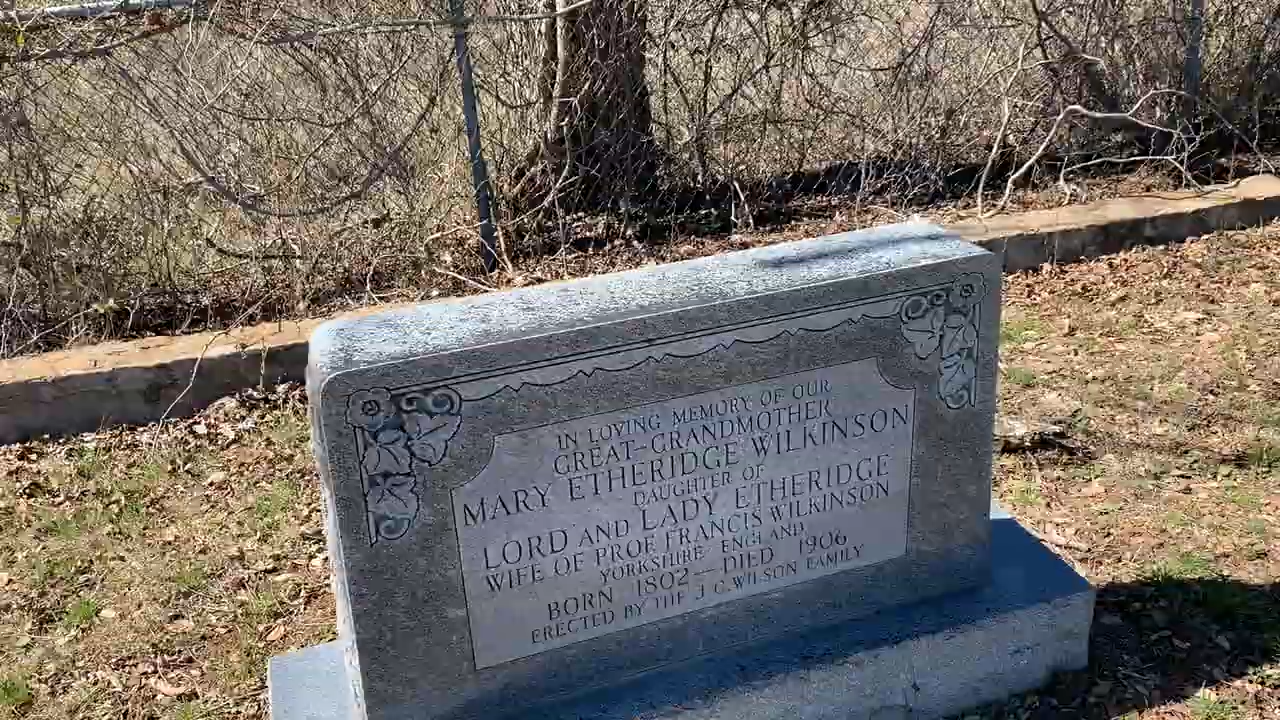 IN LOVING MEMORY OF OUR
GREAT-GRANDMOTHER
MARY ETHERIDGE WILKINSON
DAUGHTER OF
LORD AND LADY ETHERIDGE
WIFE OF PROF. FRANCIS WILKINSON
YORKSHIRE ENGLAND
BORN 1802 — DIED 1906
ERECTED BY THE J. C. WILSON FAMILY